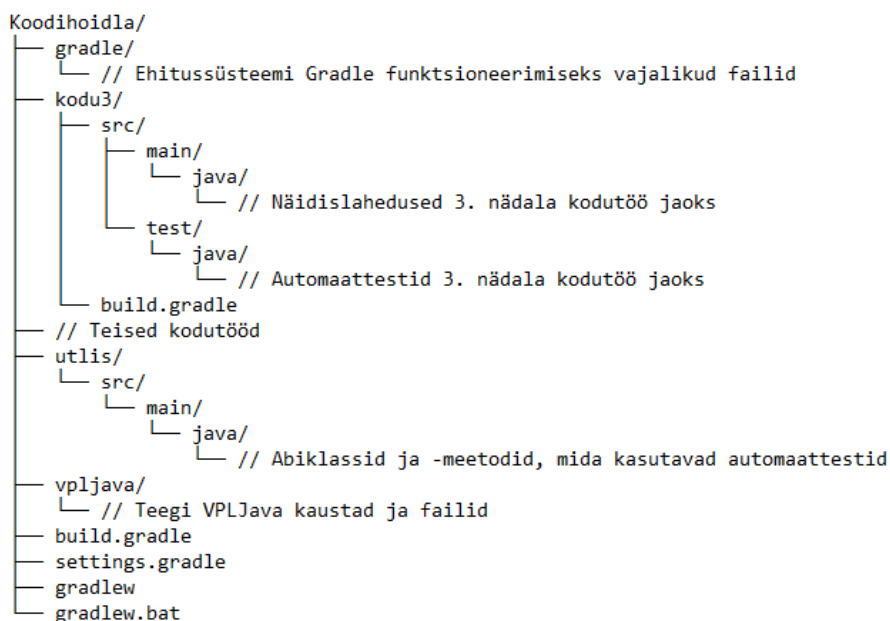 Koodihoidla/
├── gradle/
│   └── // Ehitussüsteemi Gradle funktsioneerimiseks vajalikud failid
├── kodu3/
│   ├── src/
│   │   ├── main/
│   │   │   └── java/
│   │   │       └── // Näidislahedused 3. nädala kodutöö jaoks
│   │   └── test/
│   │       └── java/
│   │           └── // Automaattestid 3. nädala kodutöö jaoks
│   └── build.gradle
├── // Teised kodutööd
├── utlis/
│   └── src/
│       └── main/
│           └── java/
│               └── // Abiklassid ja -meetodid, mida kasutavad automaattestid
├── vpljava/
│   └── // Teegi VPLJava kaustad ja failid
├── build.gradle
├── settings.gradle
├── gradlew
└── gradlew.bat